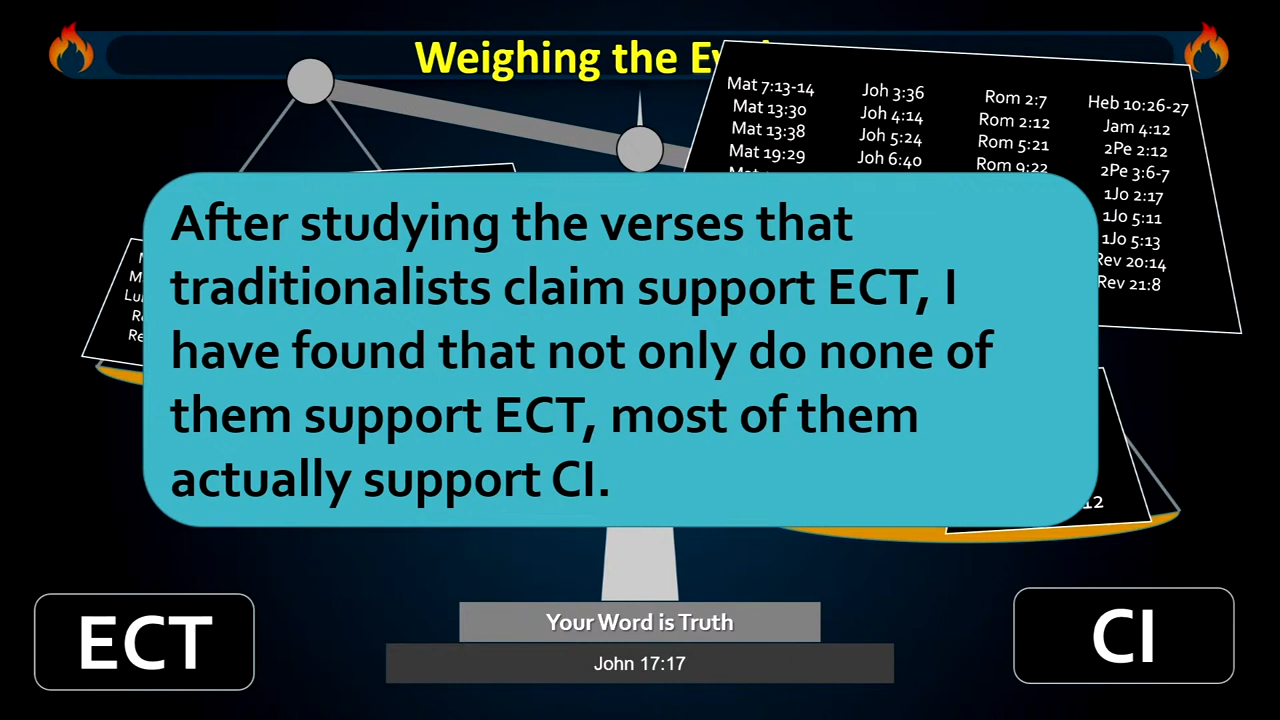 Weighing the
Mat 7:13-14
Mat 13:30
Mat 13:38
Mat 19:29
Joh 3:36
Joh 4:14
Joh 5:24
Joh 6:40
Rom 2:7
Rom 2:12
Rom 5:21
Rom 9:22
Heb 10:26-27
Jam 4:12
2Pe 2:12
2Pe 3:6-7
1Jo 2:17
1Jo 5:11
1Jo 5:13
Rev 20:14
Rev 21:8
After studying the verses that
traditionalists claim support ECT, I
have found that not only do none of
them support ECT, most of them
actually support CI.
12
ECT
CI
Your Word is Truth
John 17:17